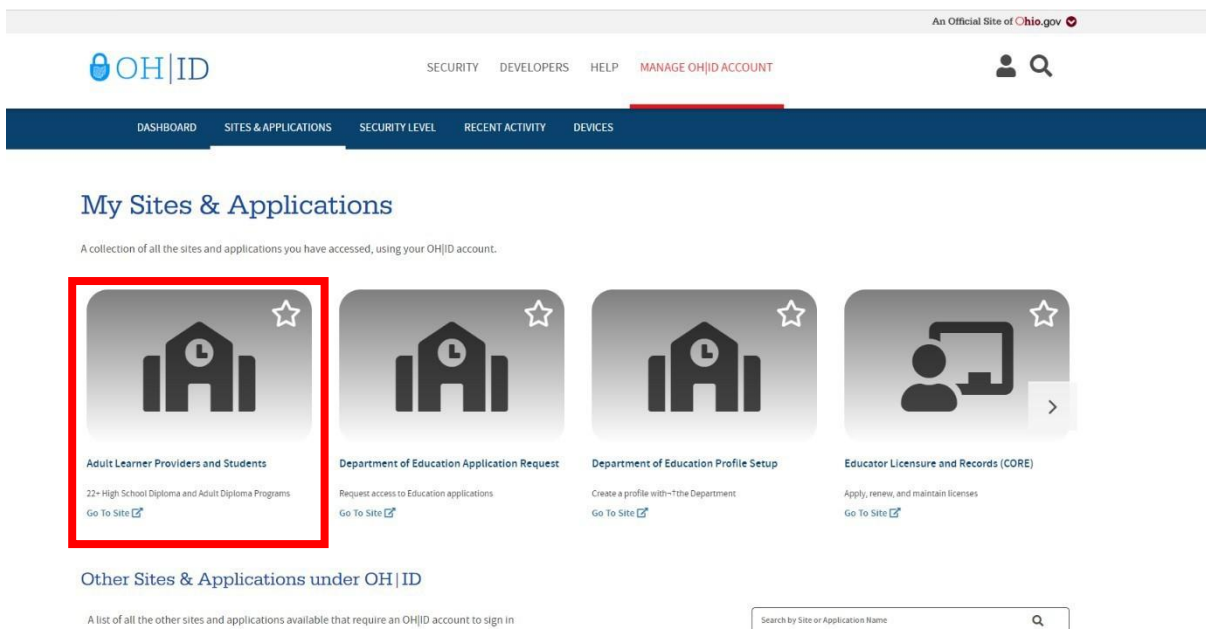 An Official Site of Ohio.gov
OH|ID
SECURITY DEVELOPERS HELP MANAGE OH|ID ACCOUNT
DASHBOARD SITES & APPLICATIONS SECURITY LEVEL RECENT ACTIVITY DEVICES
My Sites & Applications
A collection of all the sites and applications you have accessed, using your OH|ID account.
Adult Learner Providers and Students
22+ High School Diploma and Adult Diploma Programs
Go To Site
Department of Education Application Request
Request access to Education applications
Go To Site
Department of Education Profile Setup
Create a profile with¬†the Department
Go To Site
Educator Licensure and Records (CORE)
Apply, renew, and maintain licenses
Go To Site
Other Sites & Applications under OH|ID
A list of all the other sites and applications available that require an OH|ID account to sign in
Search by Site or Application Name